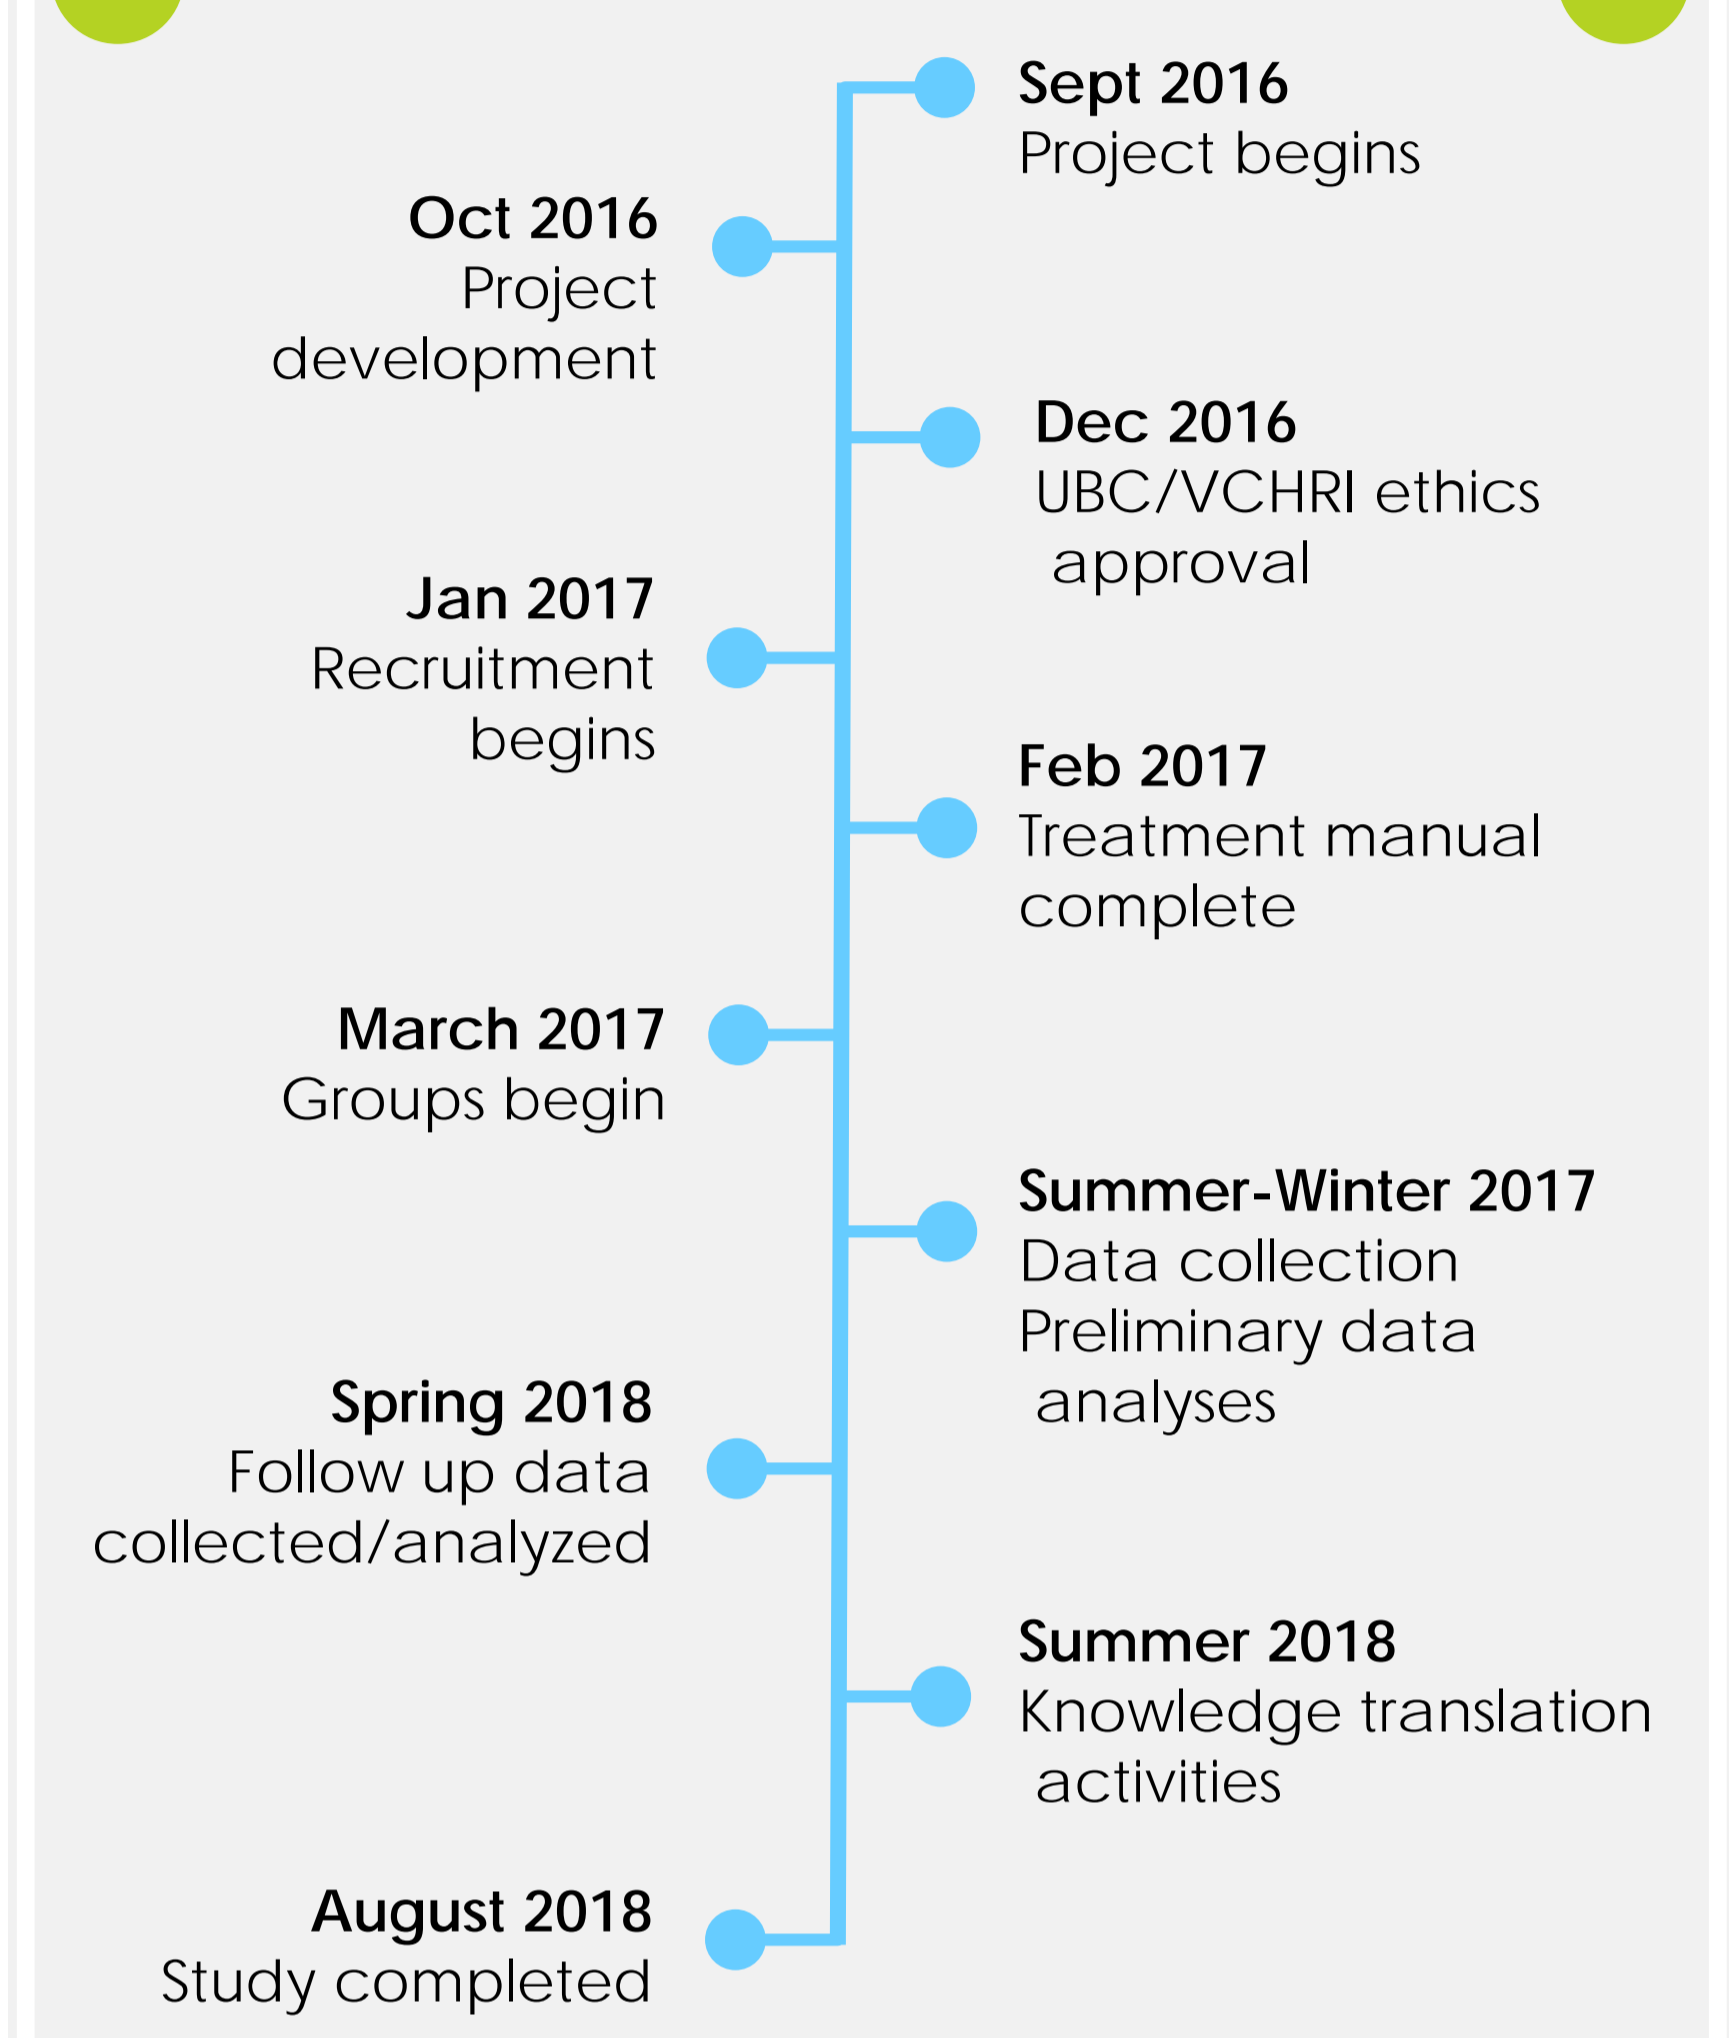 Sept 2016
Project begins
Oct 2016
Project
development
Dec 2016
UBC/VCHRI ethics
approval
Jan 2017
Recruitment
begins
Feb 2017
Treatment manual
complete
March 2017
Groups begin
Summer-Winter 2017
Data collection
Preliminary data
analyses
Spring 2018
Follow up data
collected/analyzed
Summer 2018
Knowledge translation
activities
August 2018
Study completed